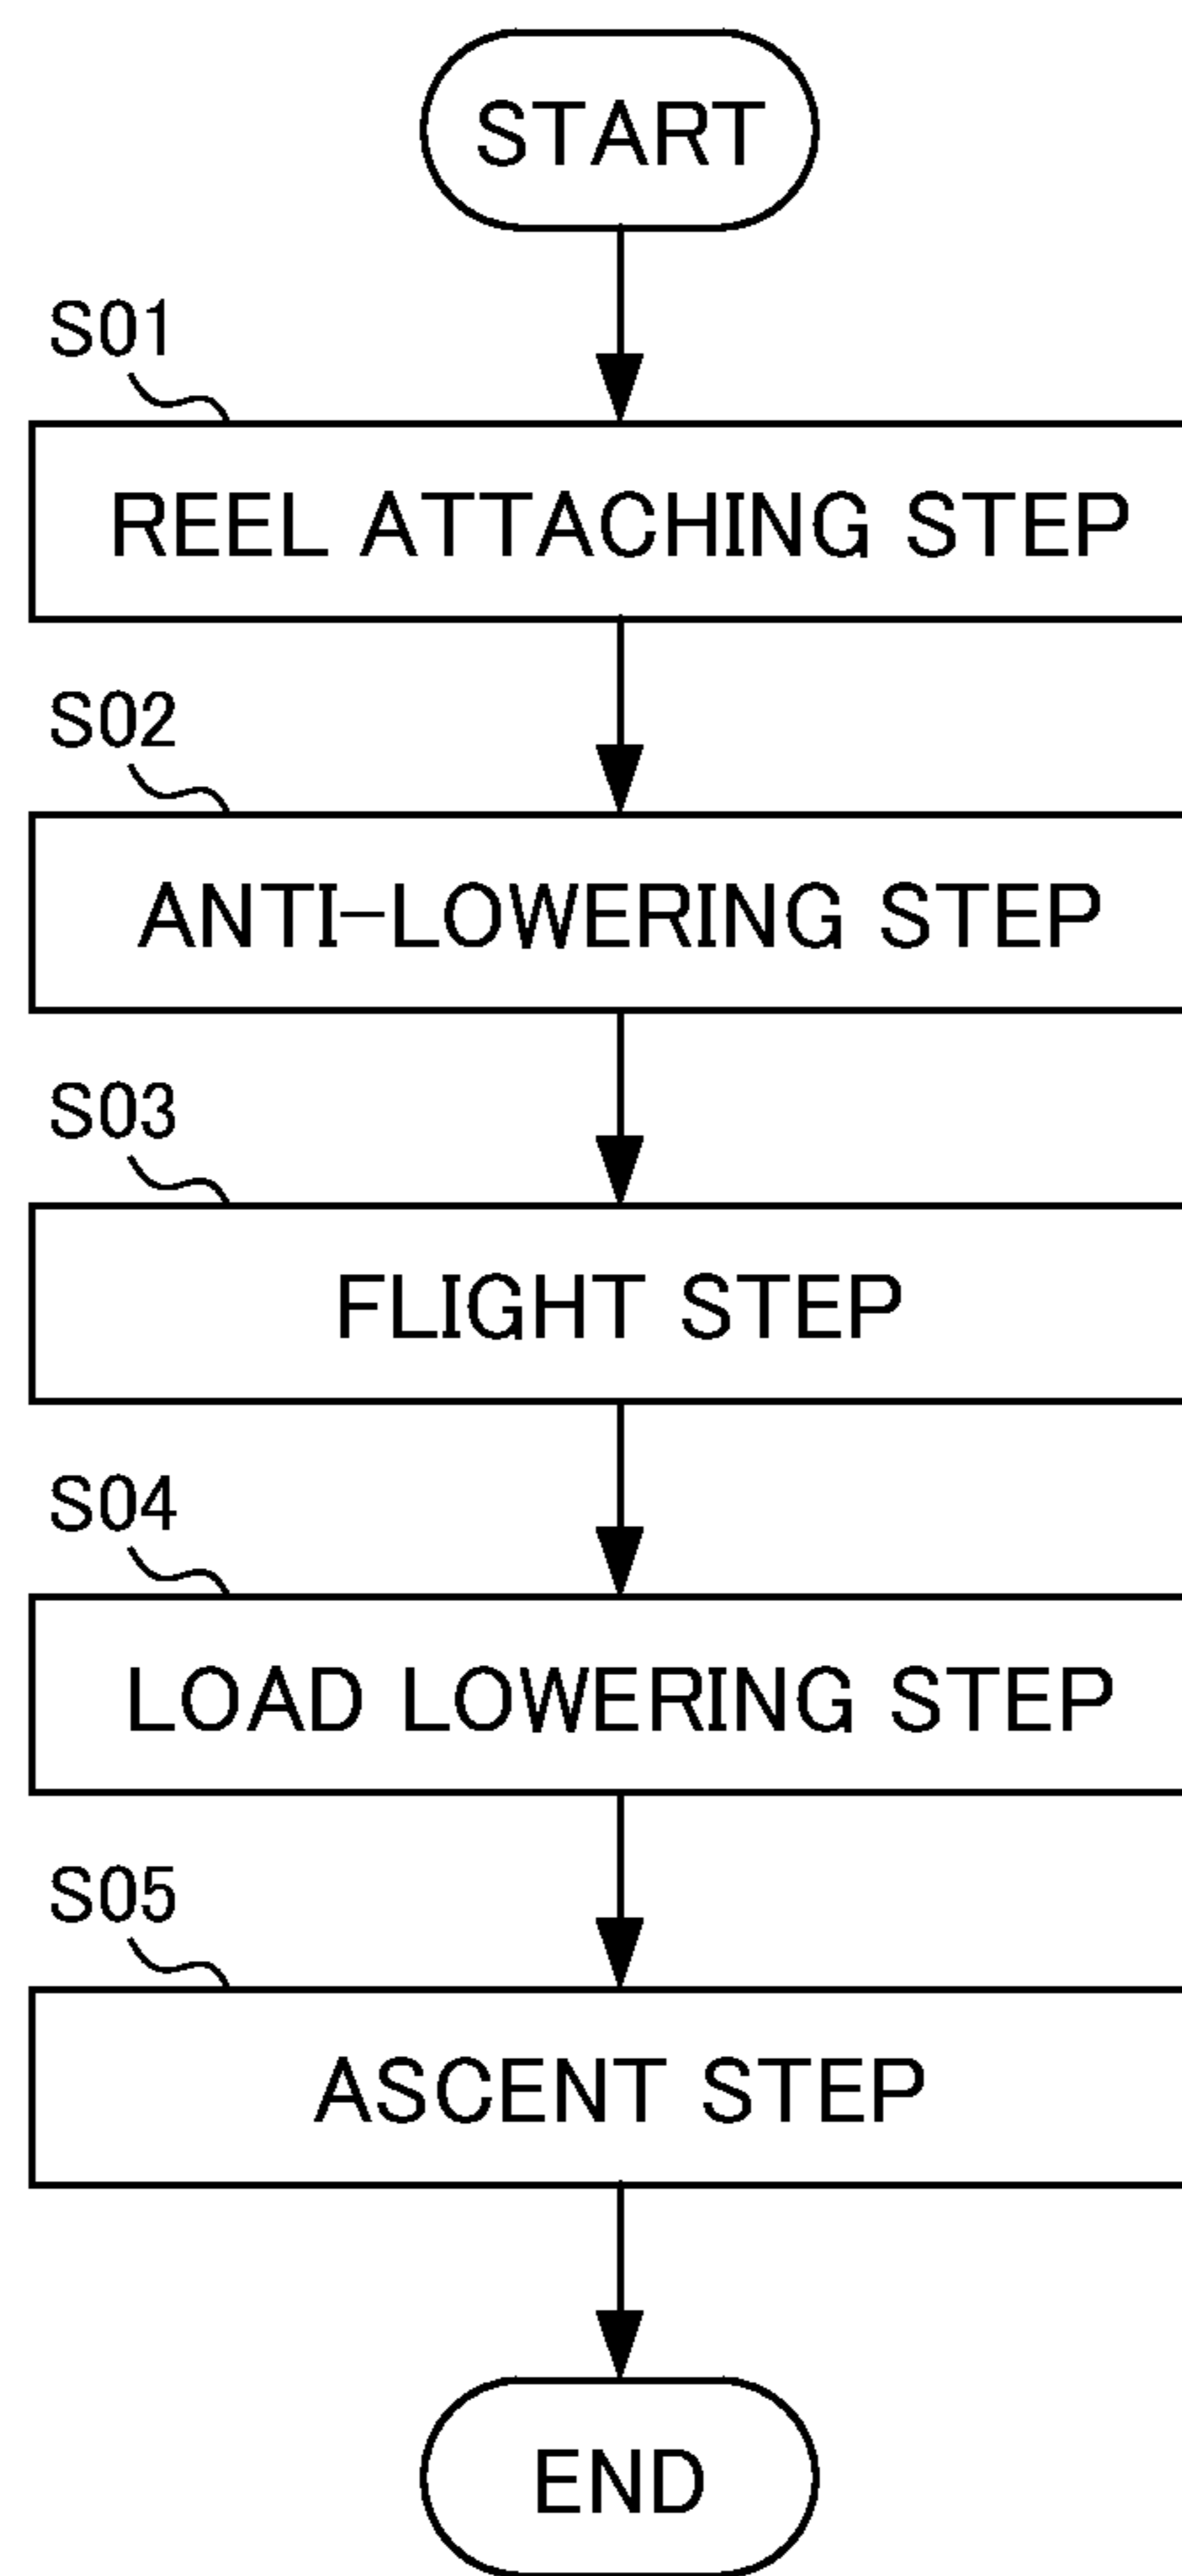 START
S01
REEL ATTACHING STEP
S02
ANTI-LOWERING STEP
S03
FLIGHT STEP
S04
LOAD LOWERING STEP
S05
ASCENT STEP
END